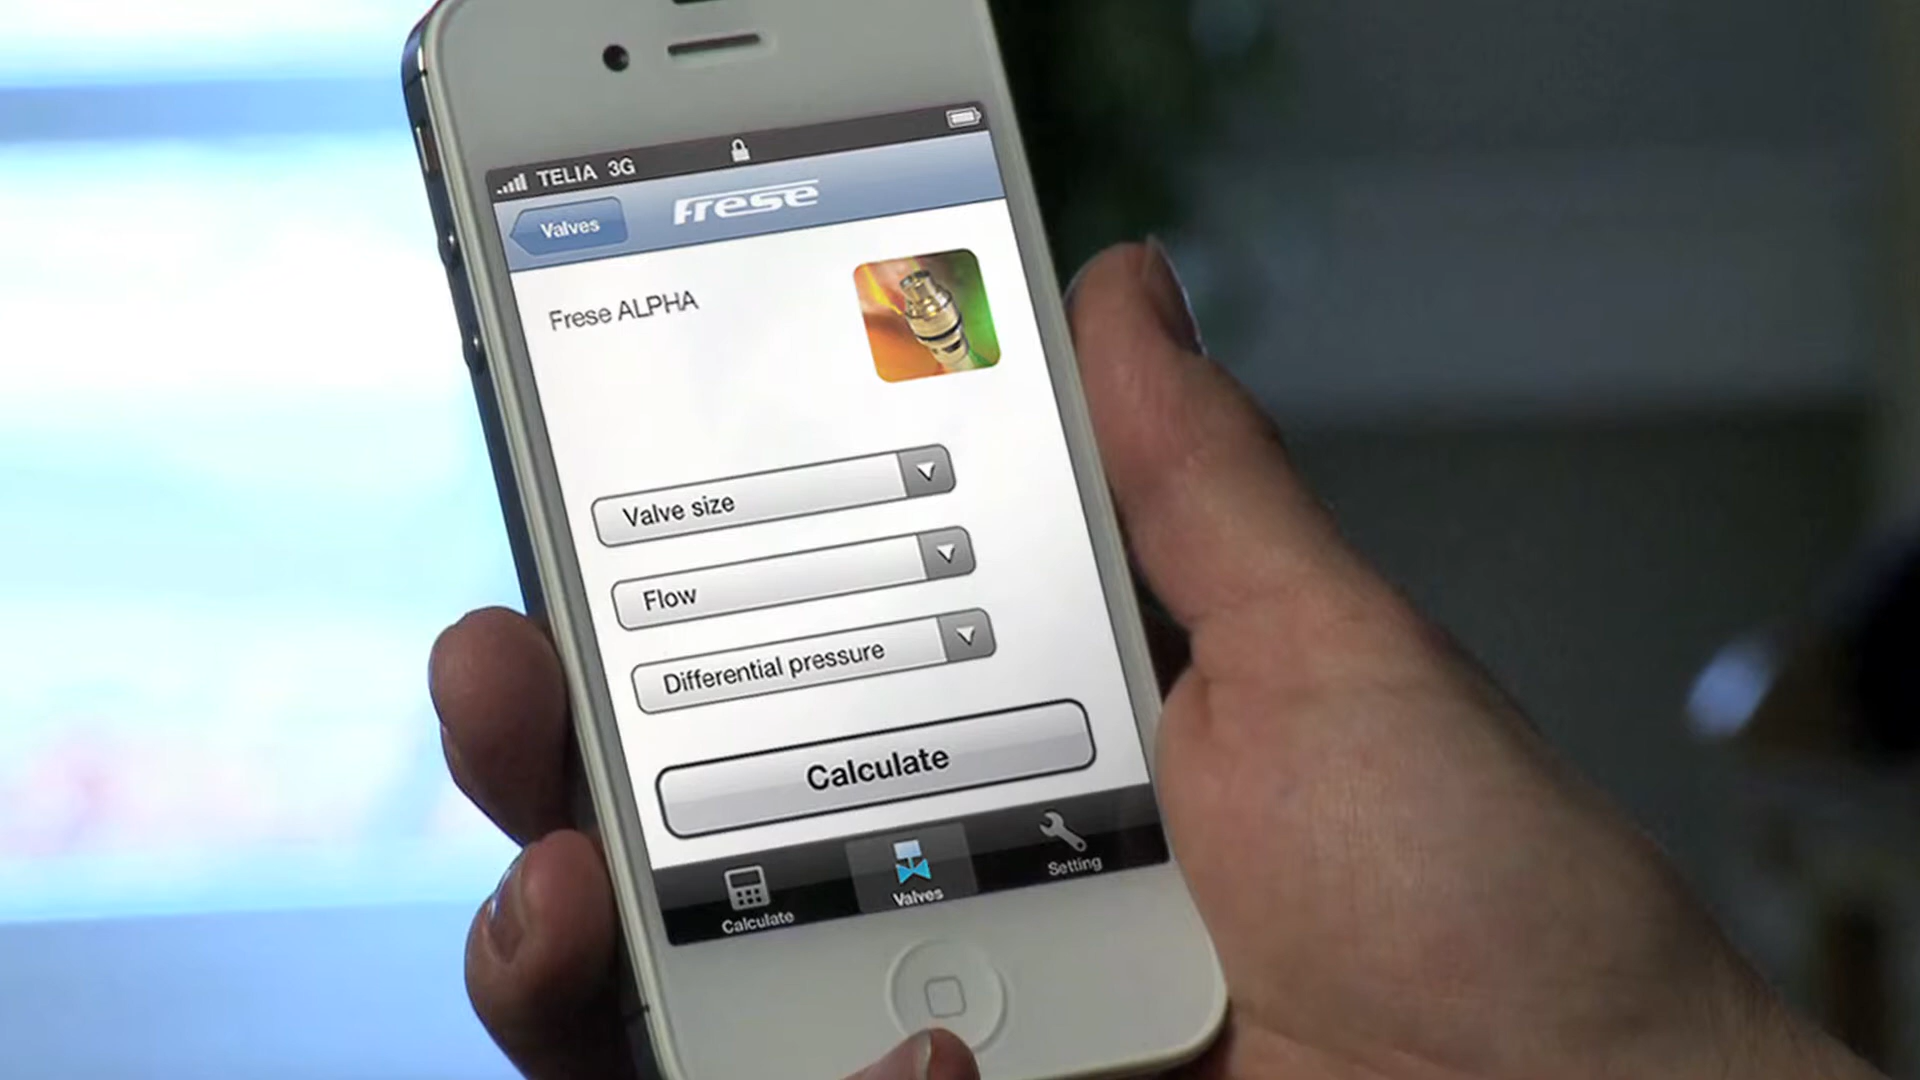 TELIA 3G
Valves
Frese
Frese ALPHA
Valve size
Flow
Differential pressure
Calculate
Calculate
Valves
Setting